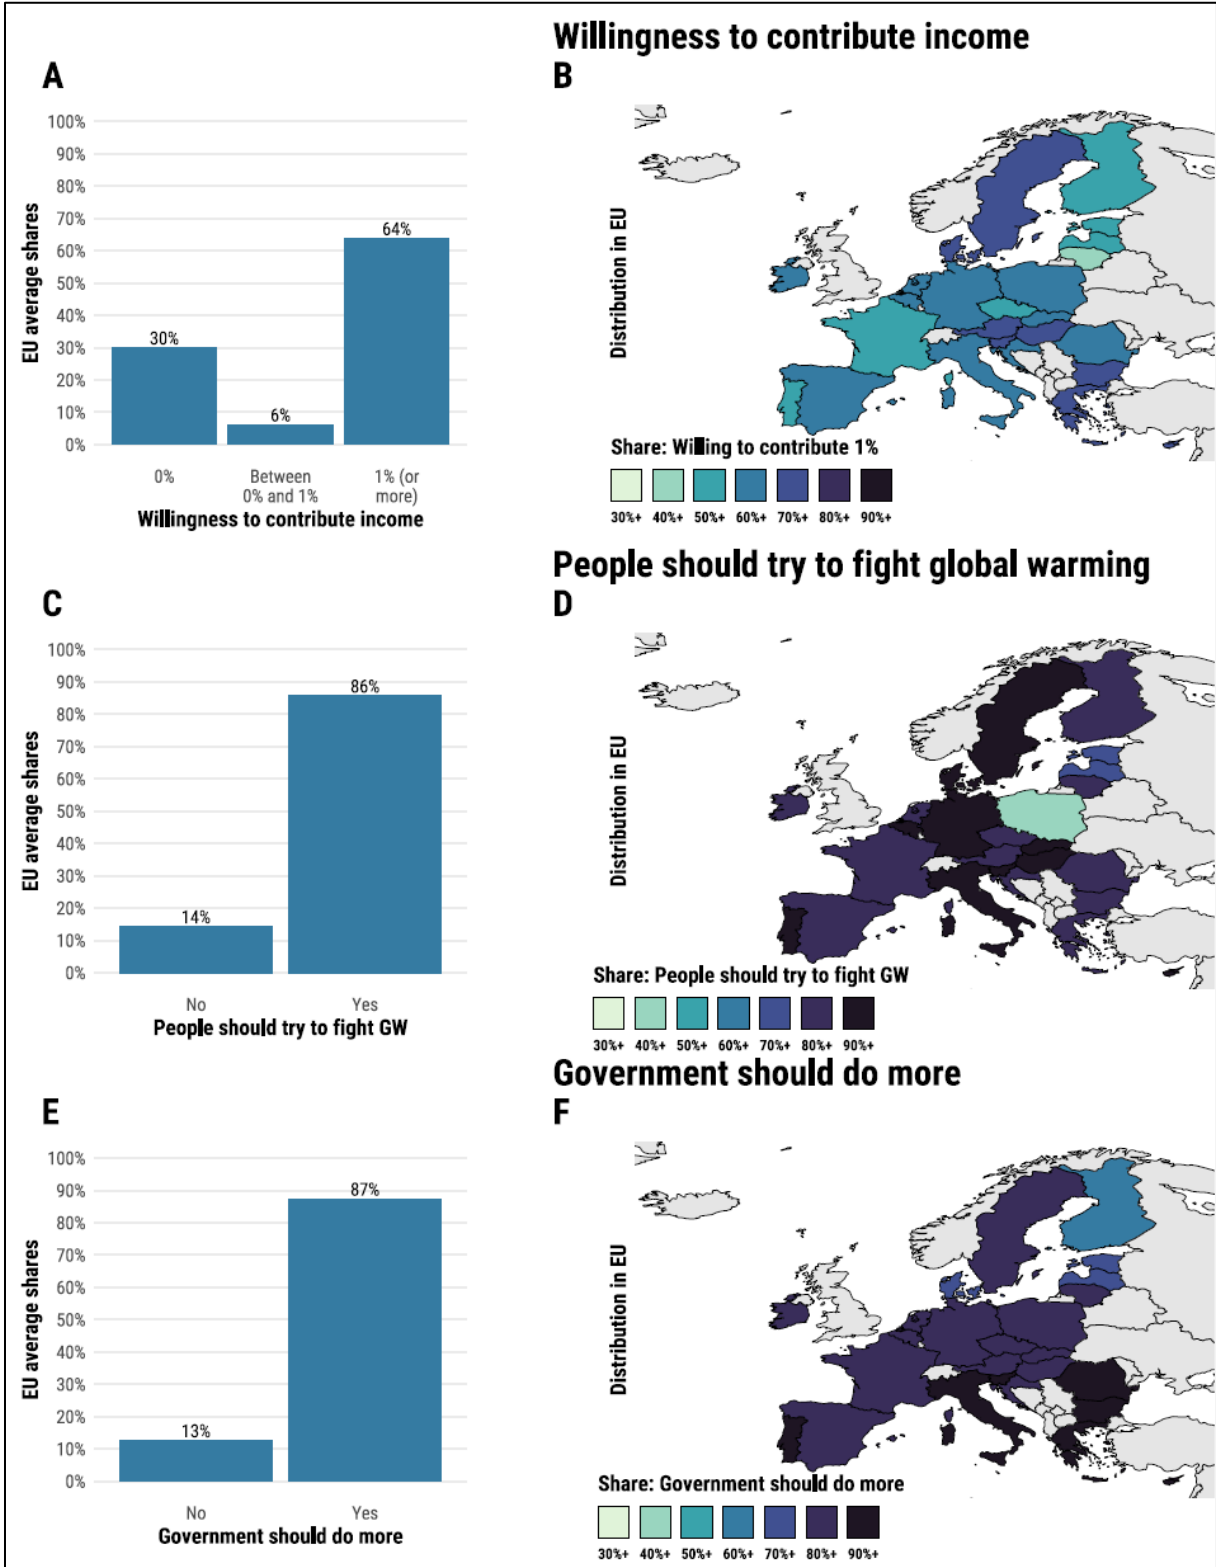 Willingness to contribute income
A
B
100%
90%
80%
70%
60%
50%
40%
30%
20%
10%
0%
EU average shares
30%
6%
64%
0%
Between
0% and 1%
1% (or
more)
Willingness to contribute income
Distribution in EU
Share: Willing to contribute 1%
30%+ 40%+ 50%+ 60%+ 70%+ 80%+ 90%+
People should try to fight global warming
C
D
100%
90%
80%
70%
60%
50%
40%
30%
20%
10%
0%
EU average shares
14%
86%
No
Yes
People should try to fight GW
Distribution in EU
Share: People should try to fight GW
30%+ 40%+ 50%+ 60%+ 70%+ 80%+ 90%+
Government should do more
E
F
100%
90%
80%
70%
60%
50%
40%
30%
20%
10%
0%
EU average shares
13%
87%
No
Yes
Government should do more
Distribution in EU
Share: Government should do more
30%+ 40%+ 50%+ 60%+ 70%+ 80%+ 90%+